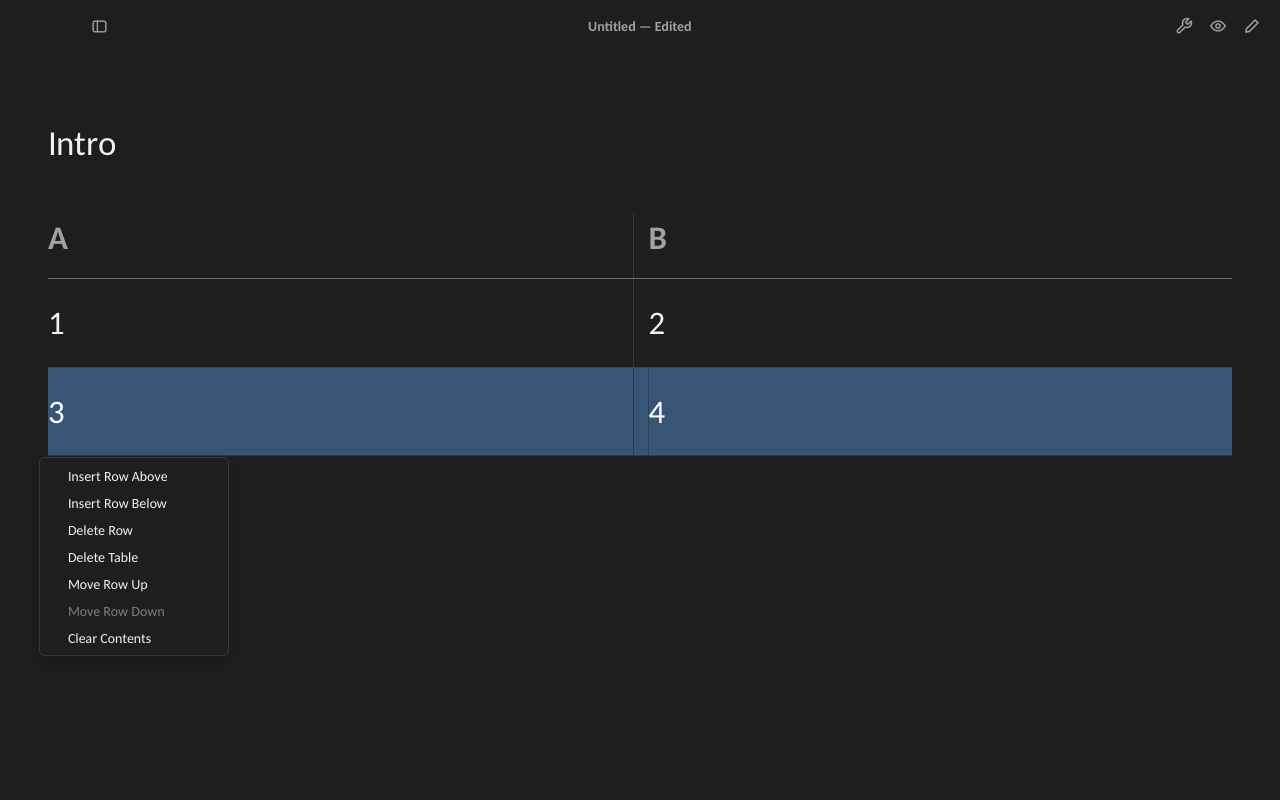 Untitled — Edited
Intro
A B
1 2
3 4
Insert Row Above
Insert Row Below
Delete Row
Delete Table
Move Row Up
Move Row Down
Clear Contents